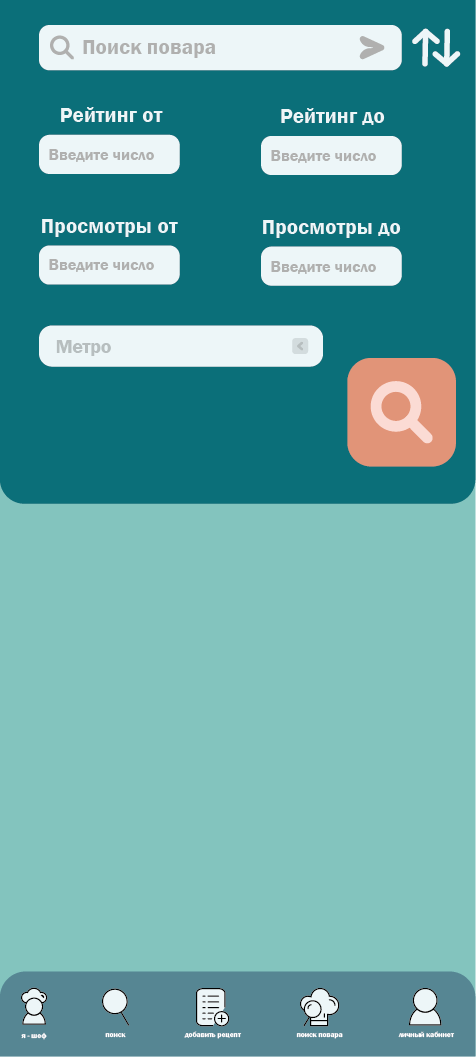 Поиск повара
Рейтинг от
Рейтинг до
Введите число
Введите число
Просмотры от
Просмотры до
Введите число
Введите число
Метро
я - шеф
поиск
добавить рецепт
поиск повара
личный кабинет